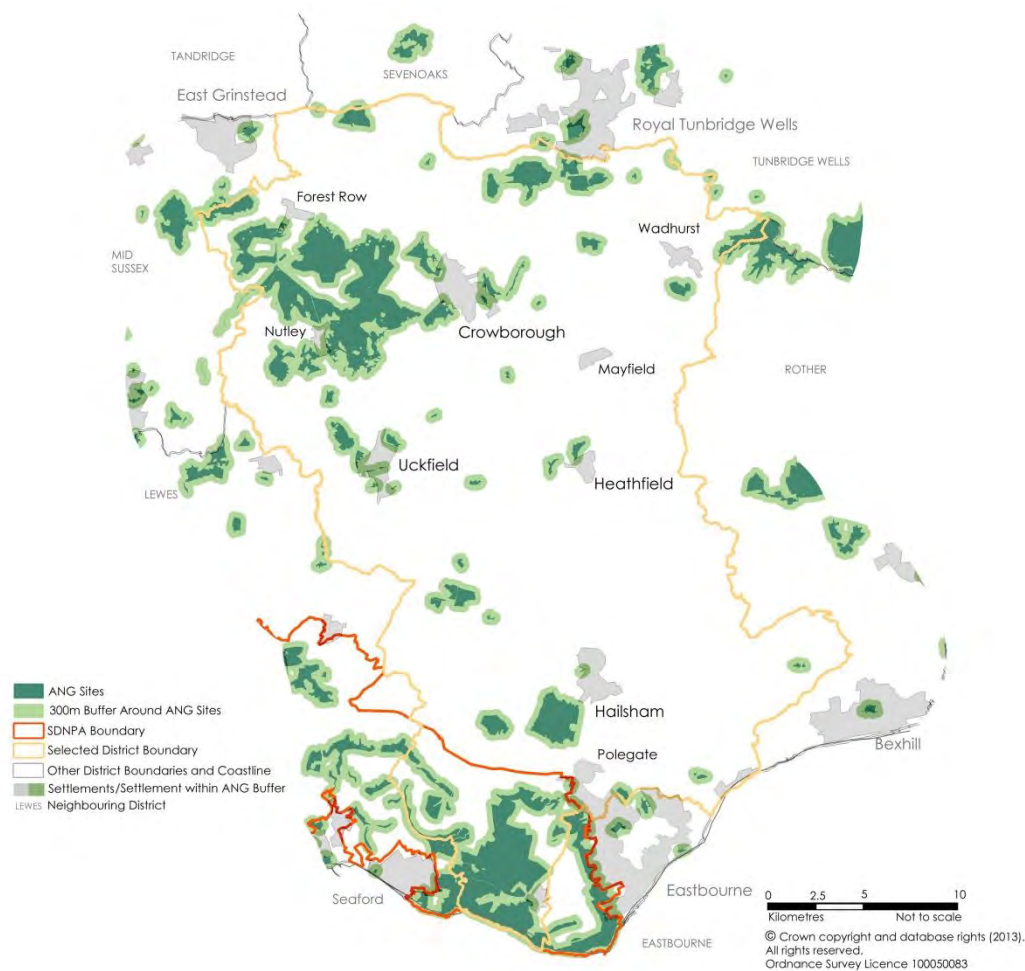 TANDRIDGE
SEVENOAKS
East Grinstead
Royal Tunbridge Wells
TUNBRIDGE WELLS
Forest Row
Wadhurst
MID
SUSSEX
Nutley
Crowborough
Mayfield
ROTHER
Uckfield
Heathfield
LEWES
ANG Sites
300m Buffer Around ANG Sites
SDNPA Boundary
Selected District Boundary
Other District Boundaries and Coastline
Settlements/Settlement within ANG Buffer
LEWES Neighbouring District
Hailsham
Polegate
Bexhill
Seaford
Eastbourne
EASTBOURNE
0 2.5 5 10
Kilometres Not to scale
© Crown copyright and database rights (2013).
All rights reserved.
Ordnance Survey Licence 100050083